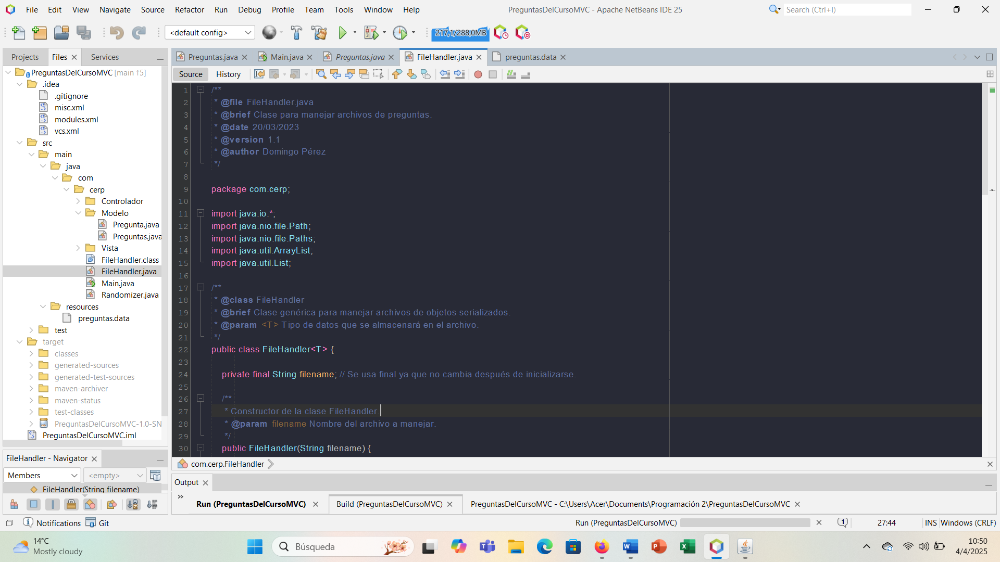 File Edit View Navigate Source Refactor Run Debug Profile Team Tools Window Help
PreguntasDelCursoMVC - Apache NetBeans IDE 25
Search (Ctrl+I)
<default config>
217,1/288,0MB
Projects Files Services
PreguntasDelCursoMVC [main ↑5]
.idea
.gitignore
misc.xml
modules.xml
vcs.xml
src
main
java
com
cerp
Controlador
Modelo
Pregunta.java
Preguntas.java
Vista
FileHandler.class
FileHandler.java
Main.java
Randomizer.java
resources
preguntas.data
test
target
classes
generated-sources
generated-test-sources
maven-archiver
maven-status
test-classes
PreguntasDelCursoMVC-1.0-SN
PreguntasDelCursoMVC.iml
FileHandler - Navigator
Members
<empty>
FileHandler(String filename)
Preguntas.java Main.java Preguntas.java FileHandler.java preguntas.data
Source History
1 /**
2 * @file FileHandler.java
3 * @brief Clase para manejar archivos de preguntas.
4 * @date 20/03/2023
5 * @version 1.1
6 * @author Domingo Pérez
7 */
8
9 package com.cerp;
10
11 import java.io.*;
12 import java.nio.file.Path;
13 import java.nio.file.Paths;
14 import java.util.ArrayList;
15 import java.util.List;
16
17 /**
18 * @class FileHandler
19 * @brief Clase genérica para manejar archivos de objetos serializados.
20 * @param <T> Tipo de datos que se almacenará en el archivo.
21 */
22 public class FileHandler<T> {
23
24 private final String filename; // Se usa final ya que no cambia después de inicializarse.
25
26 /**
27 * Constructor de la clase FileHandler.
28 * @param filename Nombre del archivo a manejar.
29 */
30 public FileHandler(String filename) {
com.cerp.FileHandler
Output
Run (PreguntasDelCursoMVC) Build (PreguntasDelCursoMVC) PreguntasDelCursoMVC - C:\Users\Acer\Documents\Programación 2\PreguntasDelCursoMVC
Notifications Git
Run (PreguntasDelCursoMVC)
1
27:44
INS Windows (CRLF)
14°C
Mostly cloudy
Búsqueda
10:50
4/4/2025